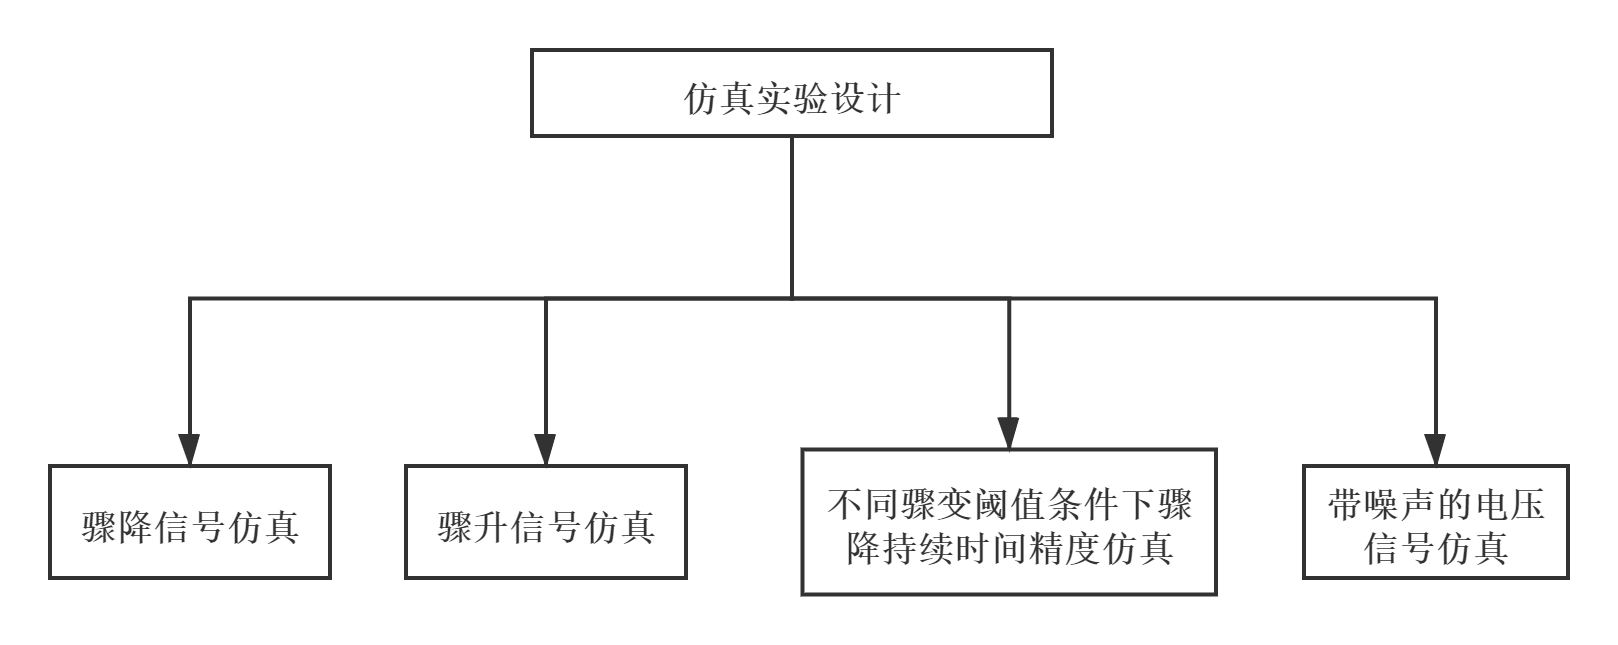 仿真实验设计
骤降信号仿真
骤升信号仿真
不同骤变阈值条件下骤
降持续时间精度仿真
带噪声的电压
信号仿真